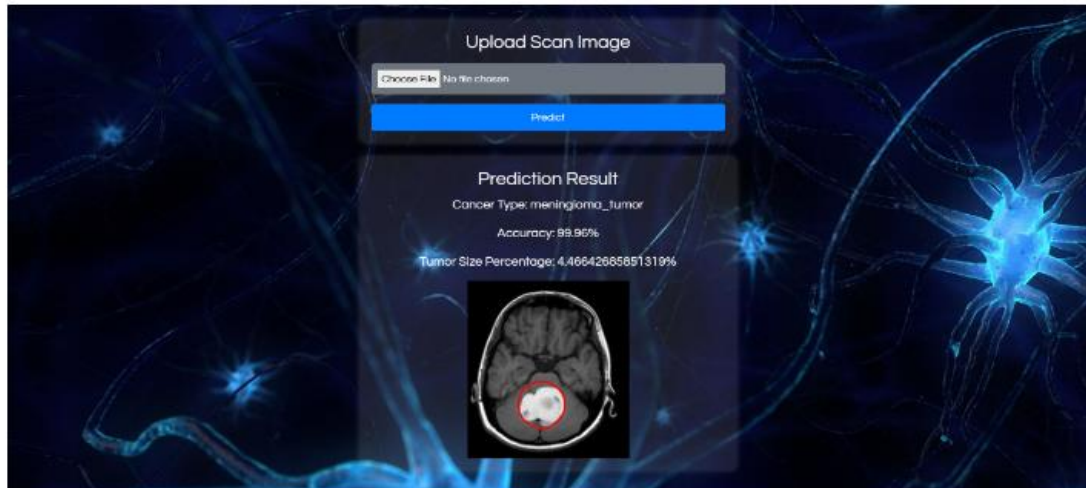 Upload Scan Image
Choose File No file chosen
Predict
Prediction Result
Cancer Type: meningioma_tumor
Accuracy: 99.96%
Tumor Size Percentage: 4.46642685851319%